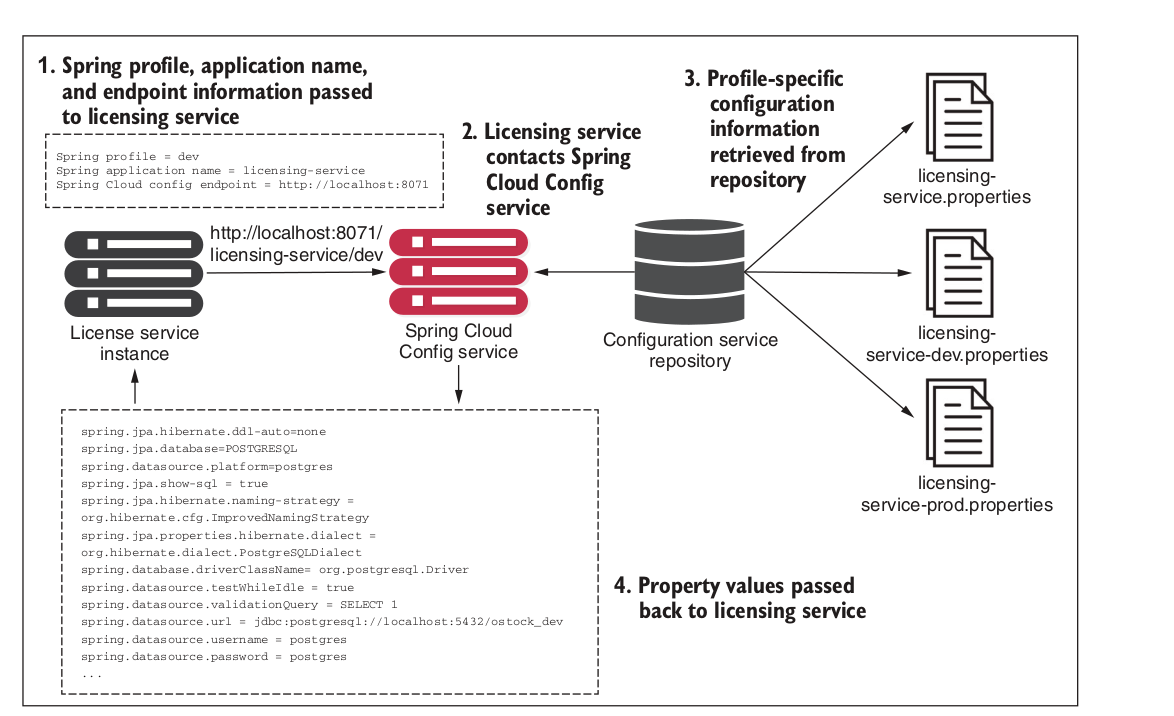 1. Spring profile, application name,
and endpoint information passed
to licensing service
Spring profile = dev
Spring application name = licensing-service
Spring Cloud config endpoint = http://localhost:8071
2. Licensing service
contacts Spring
Cloud Config
service
3. Profile-specific
configuration
information
retrieved from
repository
http://localhost:8071/
licensing-service/dev
License service
instance
Spring Cloud
Config service
Configuration service
repository
licensing-
service.properties
licensing-
service-dev.properties
licensing-
service-prod.properties
spring.jpa.hibernate.ddl-auto=none
spring.jpa.database=POSTGRESQL
spring.datasource.platform=postgres
spring.jpa.show-sql = true
spring.jpa.hibernate.naming-strategy =
org.hibernate.cfg.ImprovedNamingStrategy
spring.jpa.properties.hibernate.dialect =
org.hibernate.dialect.PostgreSQLDialect
spring.database.driverClassName= org.postgresql.Driver
spring.datasource.testWhileIdle = true
spring.datasource.validationQuery = SELECT 1
spring.datasource.url = jdbc:postgresql://localhost:5432/ostock_dev
spring.datasource.username = postgres
spring.datasource.password = postgres
...
4. Property values passed
back to licensing service